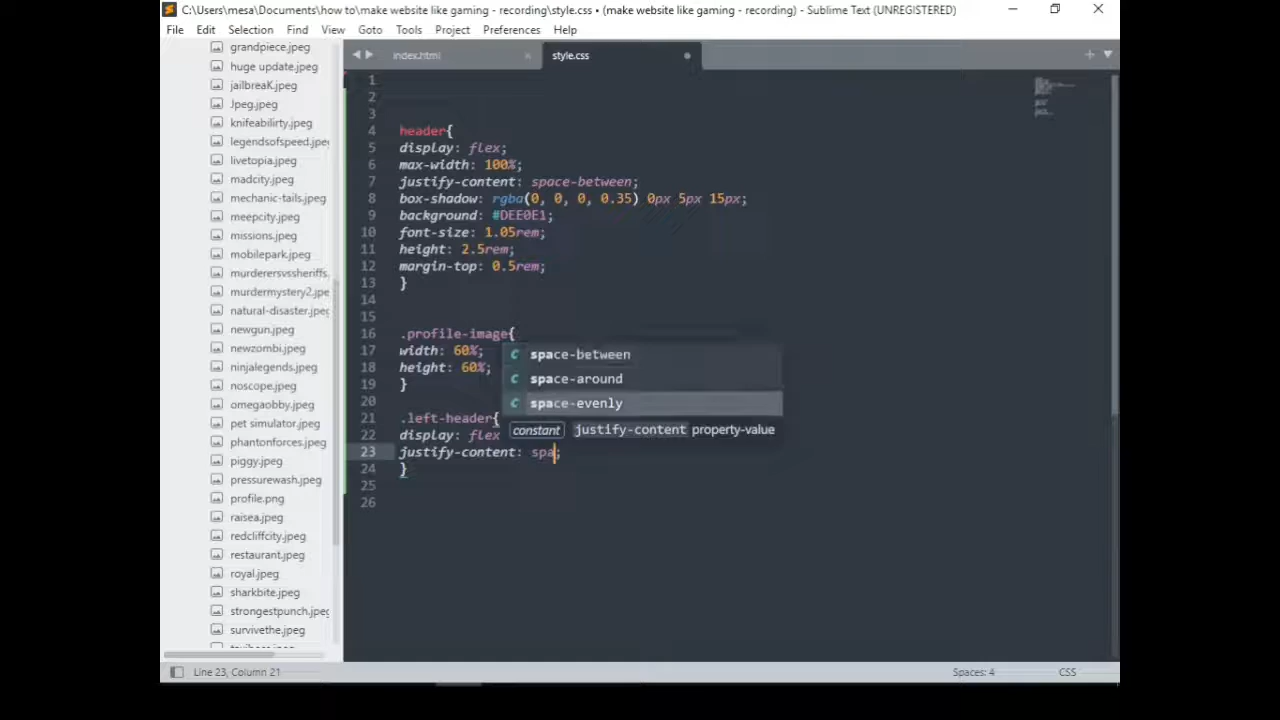 C:\Users\mesa\Documents\how to\make website like gaming - recording\style.css • (make website like gaming - recording) - Sublime Text (UNREGISTERED)
File Edit Selection Find View Goto Tools Project Preferences Help
grandpiece.jpeg
huge update.jpeg
jailbreaK.jpeg
Jpeg.jpeg
knifeabilirty.jpeg
legendsofspeed.jpe
livetopia.jpeg
madcity.jpeg
mechanic-tails.jpeg
meepcity.jpeg
missions.jpeg
mobilepark.jpeg
murderersvssheriffs.
murdermystery2.jpe
natural-disaster.jpeg
newgun.jpeg
newzombi.jpeg
ninjalegends.jpeg
noscope.jpeg
omegaobby.jpeg
pet simulator.jpeg
phantonforces.jpeg
piggy.jpeg
pressurewash.jpeg
profile.png
raisea.jpeg
redcliffcity.jpeg
restaurant.jpeg
royal.jpeg
sharkbite.jpeg
strongestpunch.jpeg
survivethe.jpeg
index.html style.css
1
2
3
4 header{
5 display: flex;
6 max-width: 100%;
7 justify-content: space-between;
8 box-shadow: rgba(0, 0, 0, 0.35) 0px 5px 15px;
9 background: #DEE0E1;
10 font-size: 1.05rem;
11 height: 2.5rem;
12 margin-top: 0.5rem;
13 }
14
15
16 .profile-image{
17 width: 60%;
18 height: 60%;
19 }
20
21 .left-header{
22 display: flex
23 justify-content: spa;
24 }
25
26
c space-between
c space-around
c space-evenly
constant justify-content property-value
Line 23, Column 21 Spaces: 4 CSS